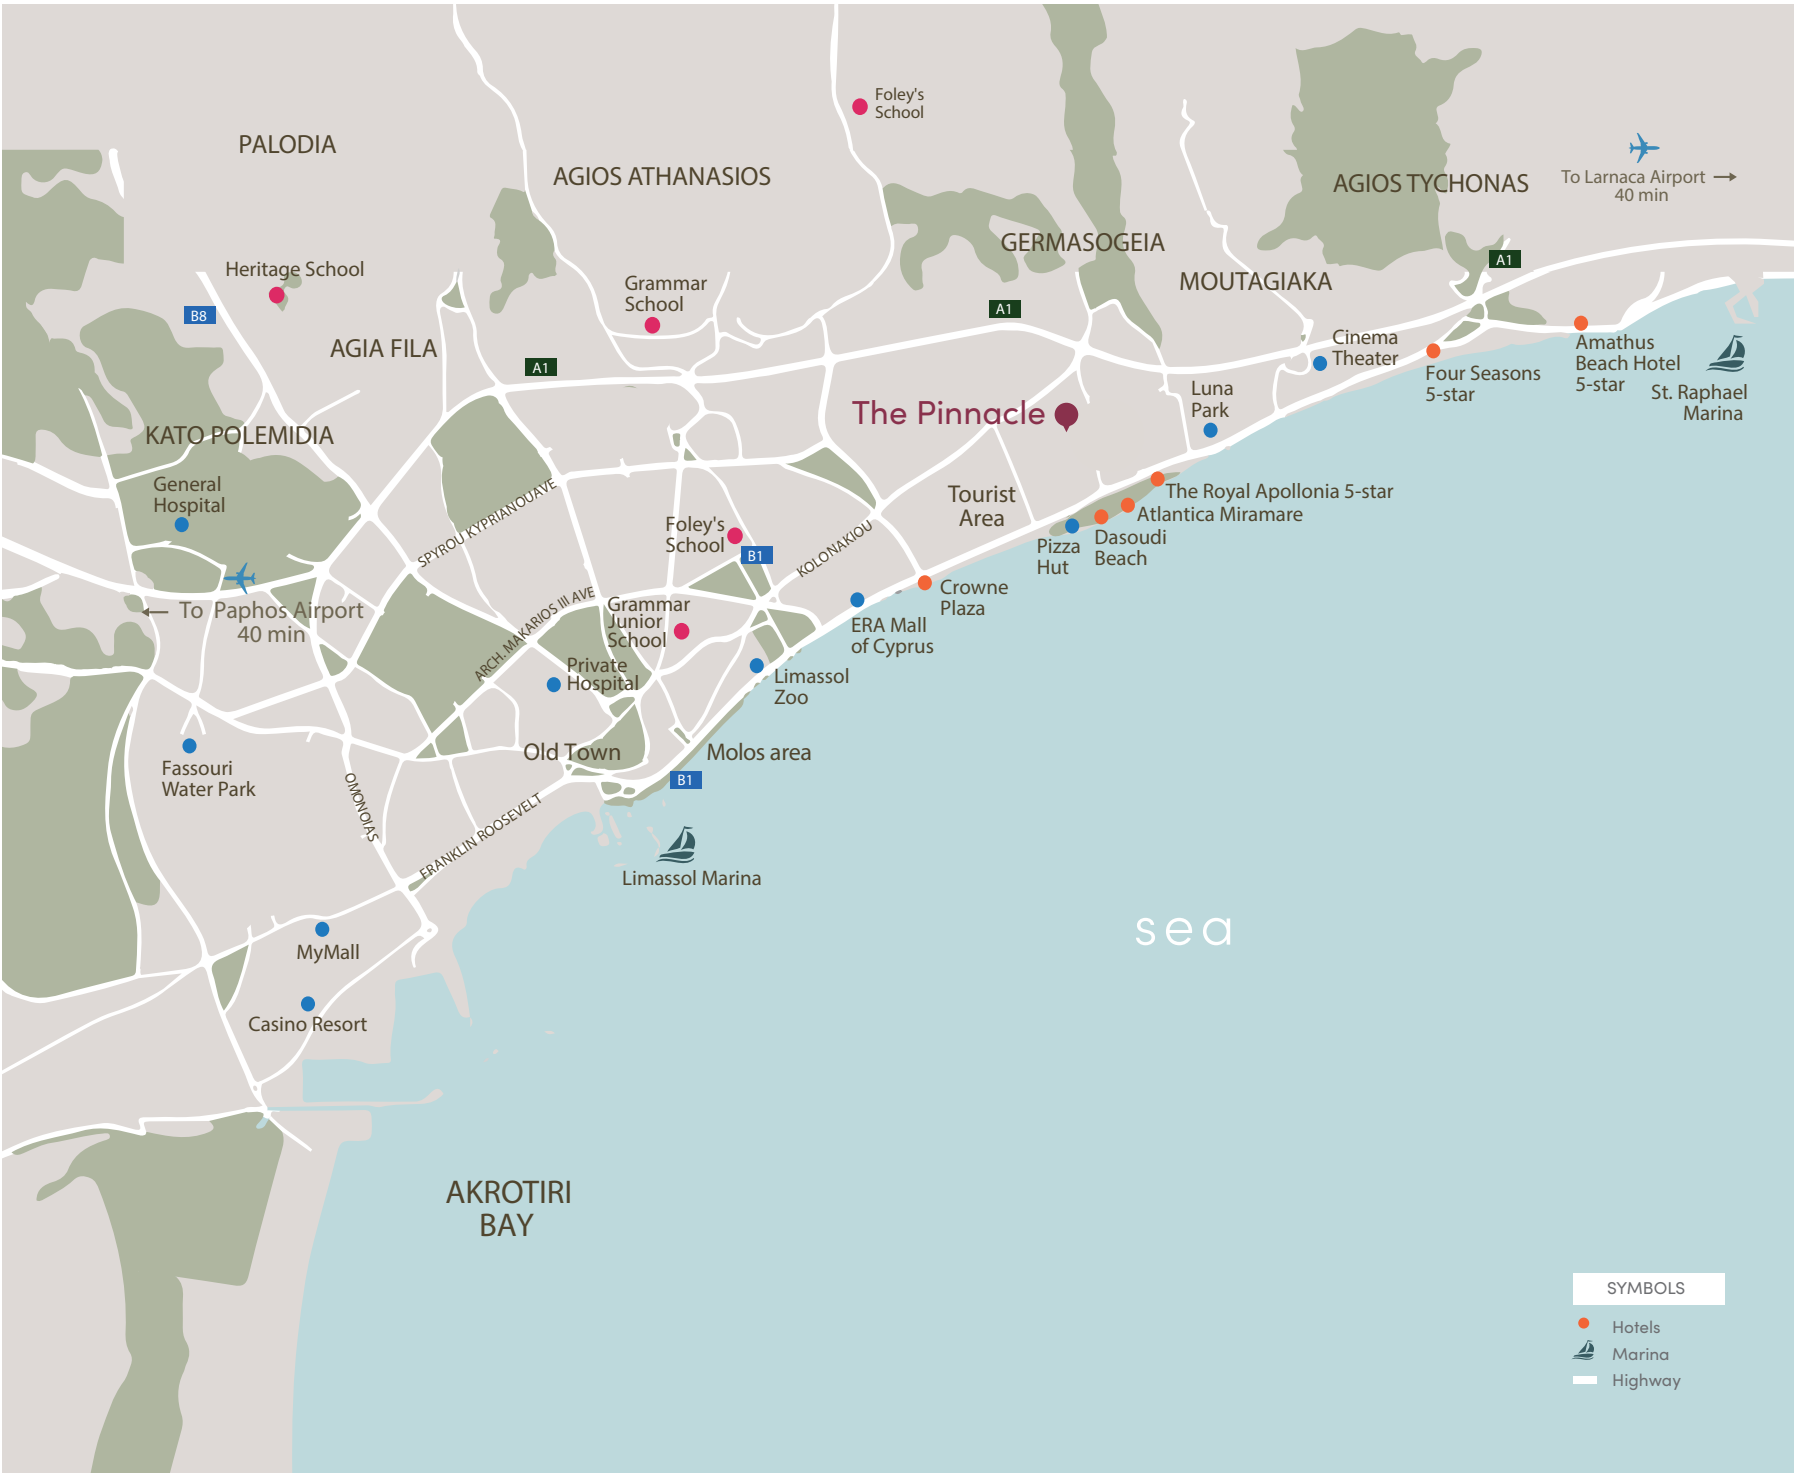 Foley's
School
PALODIA
AGIOS ATHANASIOS
AGIOS TYCHONAS
To Larnaca Airport
40 min
GERMASOGEIA
MOUTAGIAKA
A1
Heritage School
Grammar
School
B8
A1
AGIA FILA
A1
Cinema
Theater
Amathus
Beach Hotel
5-star
Four Seasons
5-star
St. Raphael
Marina
Luna
Park
The Pinnacle
KATO POLEMIDIA
General
Hospital
SPYROU KYPRIANOUAVE
Tourist
Area
The Royal Apollonia 5-star
Atlantica Miramare
Dasoudi
Beach
Pizza
Hut
Foley's
School
B1
KOLONAKIOU
Crowne
Plaza
ERA Mall
of Cyprus
To Paphos Airport
40 min
ARCH. MAKARIOS III AVE
Grammar
Junior
School
Private
Hospital
Limassol
Zoo
Old Town
Molos area
B1
Fassouri
Water Park
OMONOIAS
FRANKLIN ROOSEVELT
Limassol Marina
sea
MyMall
Casino Resort
AKROTIRI
BAY
SYMBOLS
Hotels
Marina
Highway